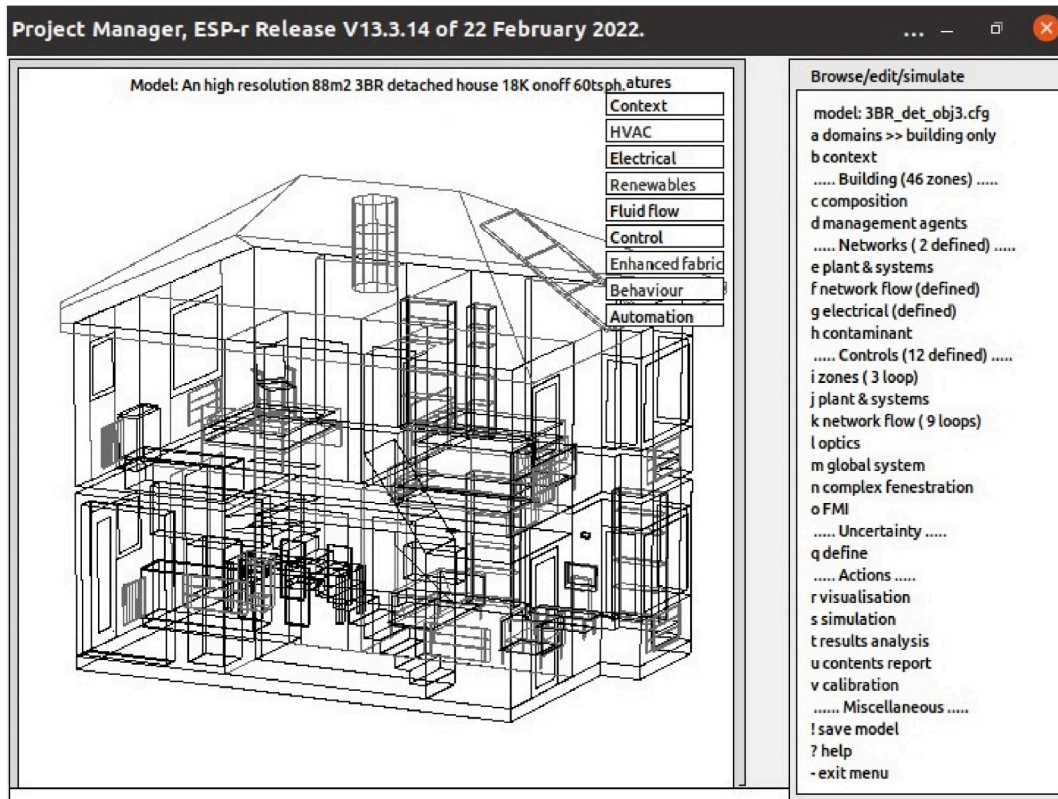 Project Manager, ESP-r Release V13.3.14 of 22 February 2022.
...
Model: An high resolution 88m2 3BR detached house 18K onoff 60tsph.
atures
Context
HVAC
Electrical
Renewables
Fluid flow
Control
Enhanced fabric
Behaviour
Automation
Browse/edit/simulate
model: 3BR_det_obj3.cfg
a domains >> building only
b context
..... Building (46 zones) .....
c composition
d management agents
..... Networks ( 2 defined) .....
e plant & systems
f network flow (defined)
g electrical (defined)
h contaminant
..... Controls (12 defined) .....
i zones ( 3 loop)
j plant & systems
k network flow ( 9 loops)
l optics
m global system
n complex fenestration
o FMI
..... Uncertainty .....
q define
..... Actions .....
r visualisation
s simulation
t results analysis
u contents report
v calibration
...... Miscellaneous .....
! save model
? help
- exit menu